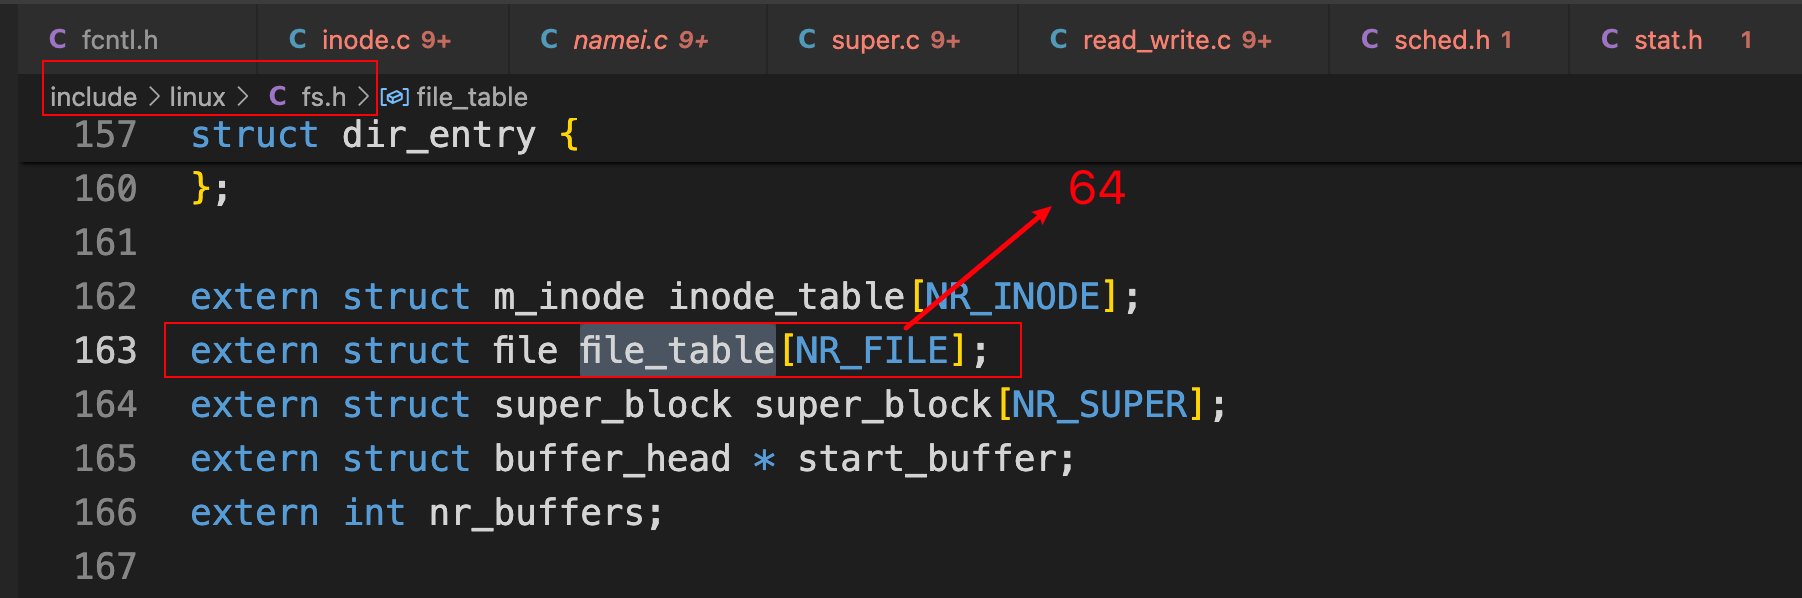 C fcntl.h C inode.c 9+ C namei.c 9+ C super.c 9+ C read_write.c 9+ C sched.h 1 C stat.h 1
include > linux > C fs.h > file_table
157 struct dir_entry {
160 };
64
161
162 extern struct m_inode inode_table[NR_INODE];
163 extern struct file file_table[NR_FILE];
164 extern struct super_block super_block[NR_SUPER];
165 extern struct buffer_head * start_buffer;
166 extern int nr_buffers;
167